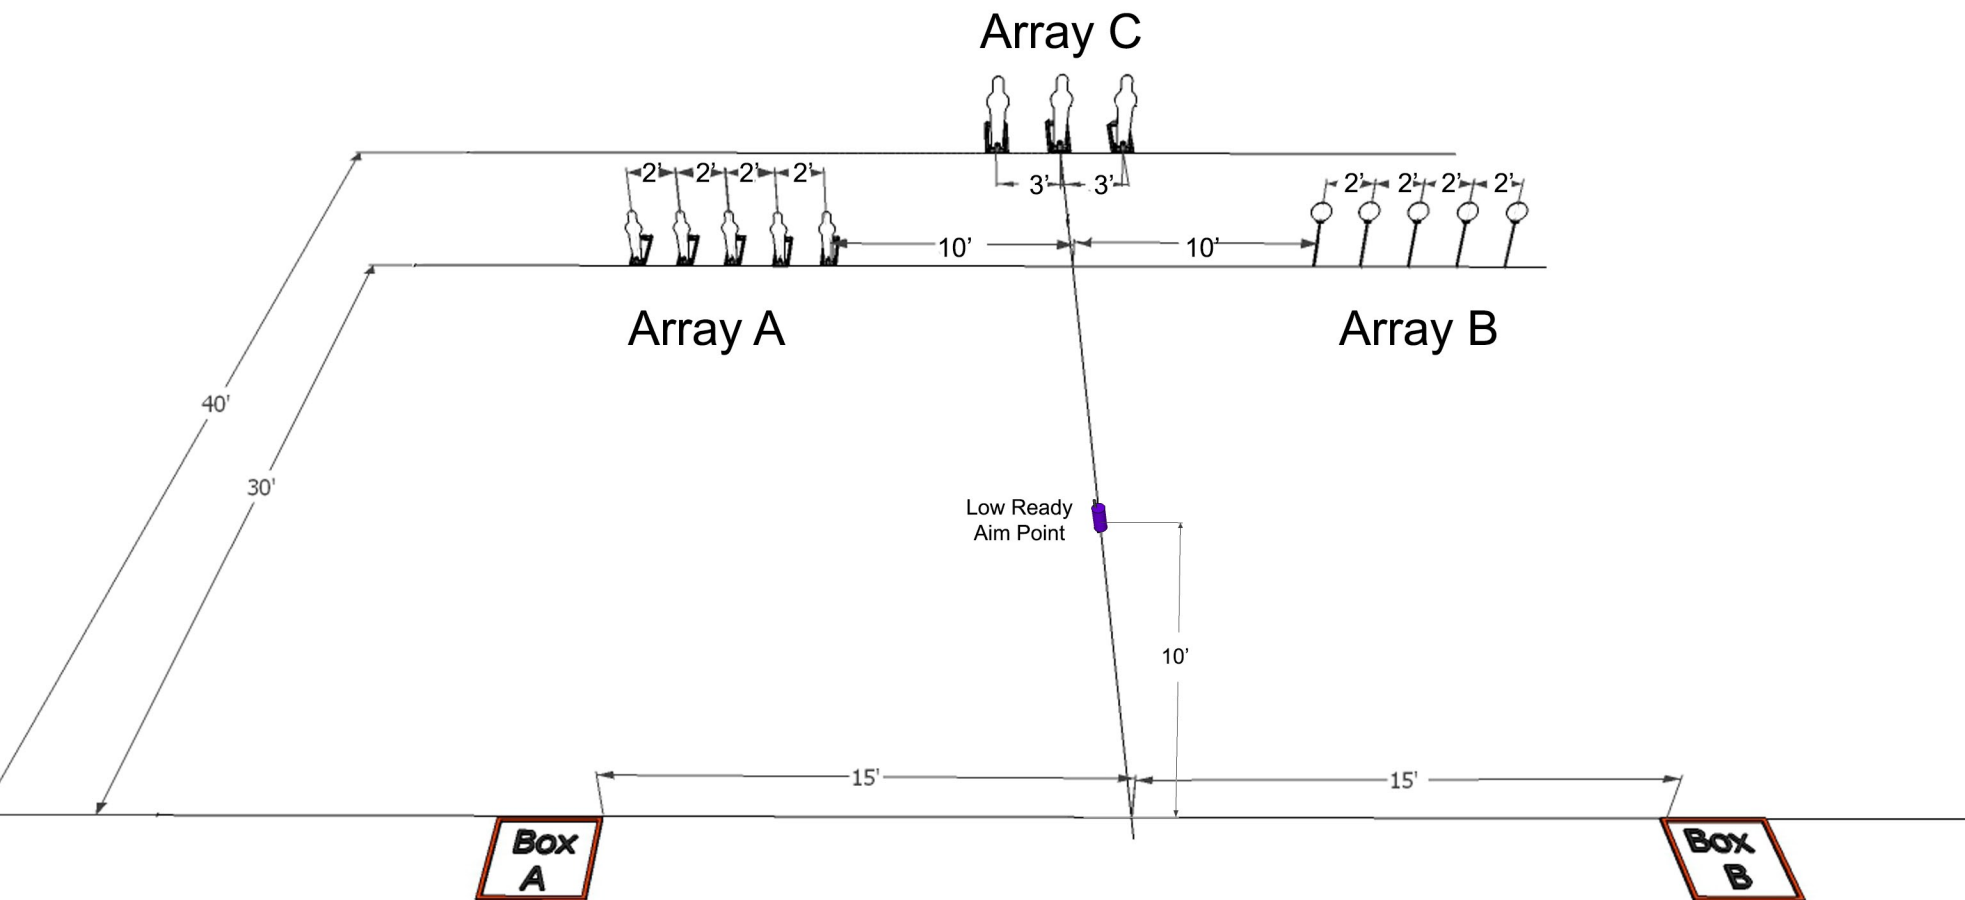 Array C
2' 2' 2' 2'
3' 3'
2' 2' 2' 2'
10' 10'
Array A
Array B
40'
30'
Low Ready
Aim Point
10'
15' 15'
Box
A
Box
B